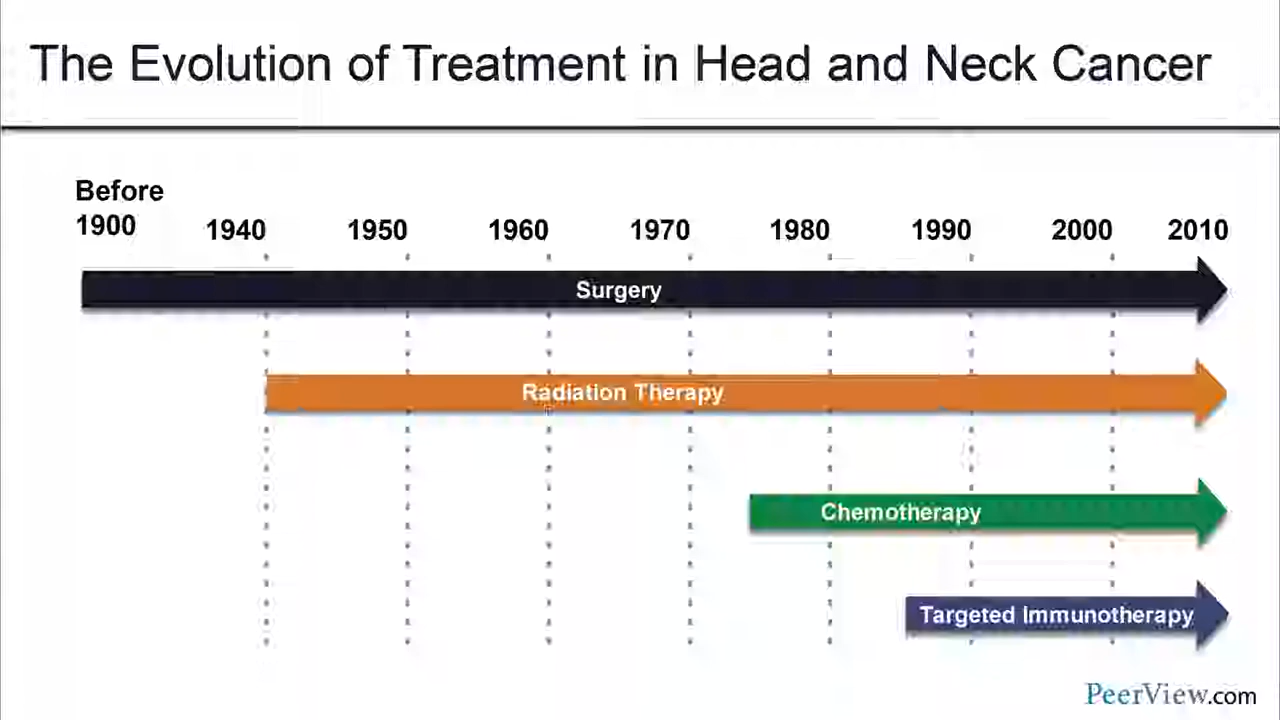 The Evolution of Treatment in Head and Neck Cancer
Before
1900 1940 1950 1960 1970 1980 1990 2000 2010
Surgery
Radiation Therapy
Chemotherapy
Targeted Immunotherapy
PeerView.com